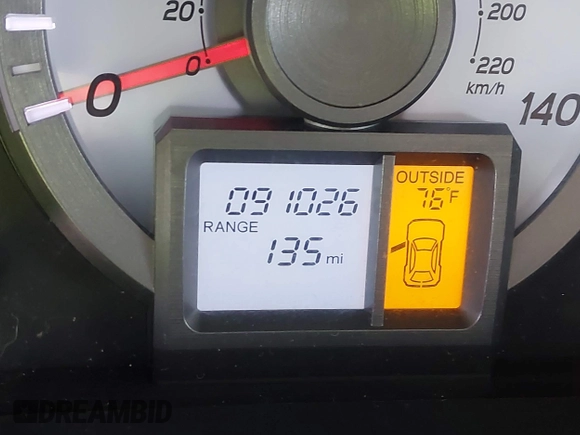 20
0
0
200
220
km/h
140
091026
RANGE
135 mi
OUTSIDE
76°F
DREAMBID